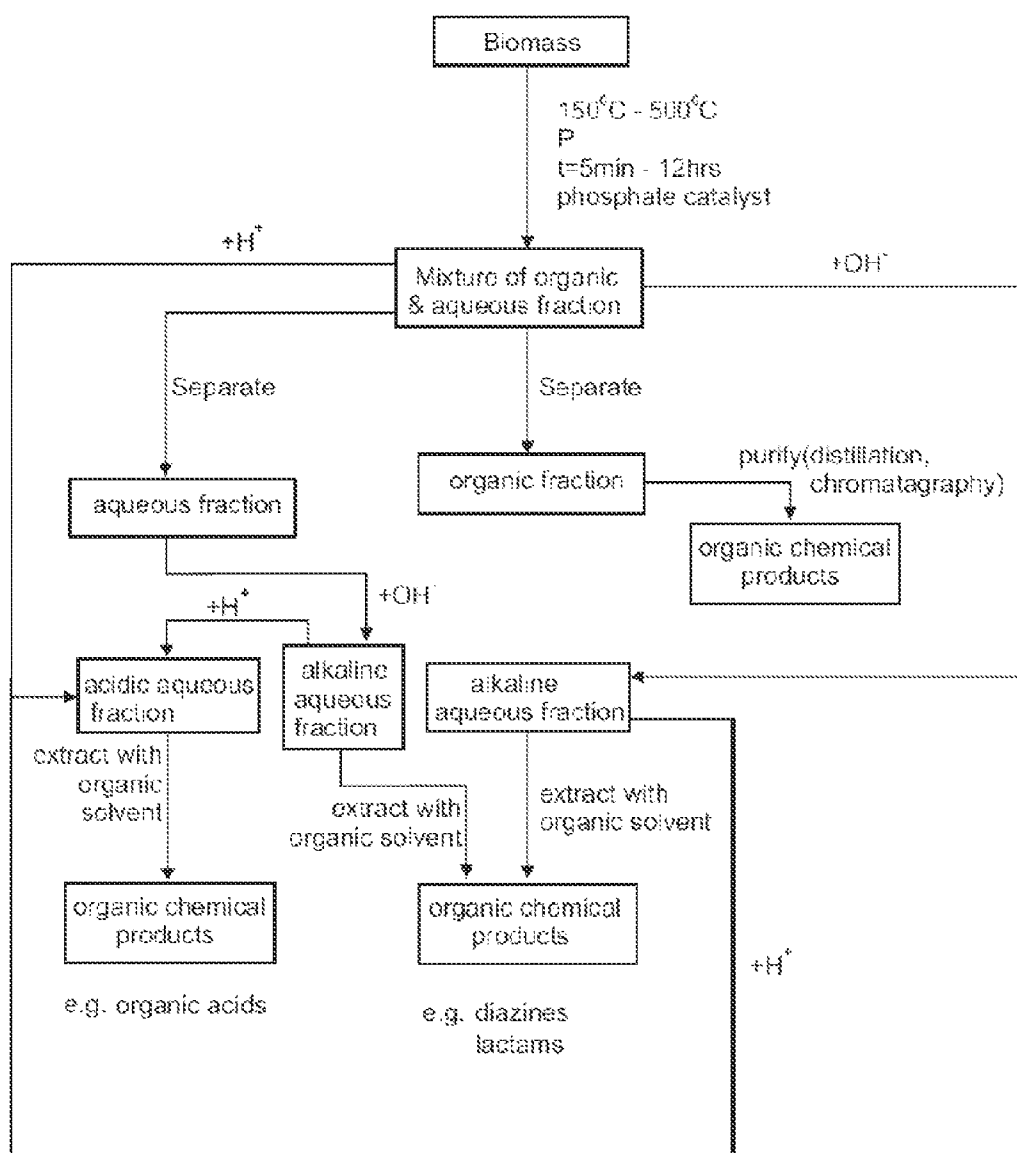 Biomass
150°C - 500°C
P
t=5min - 12hrs
phosphale catalyst
+H⁺
+OH⁻
Mixture of organic
& aqueous fraction
Separate
Separate
aqueous fraction
organic fraction
purify(distillation,
chromatagraphy)
organic chemical
products
+H⁺
+OH⁻
acidic aqueous
fraction
alkaline
aqueous
fraction
alkaline
aqueous fraction
extract with
organic
solvent
extract with
organic solvent
extract with
organic solvent
organic chemical
products
organic chemical
products
+H⁺
e.g. organic acids
e.g. diazines
lactams